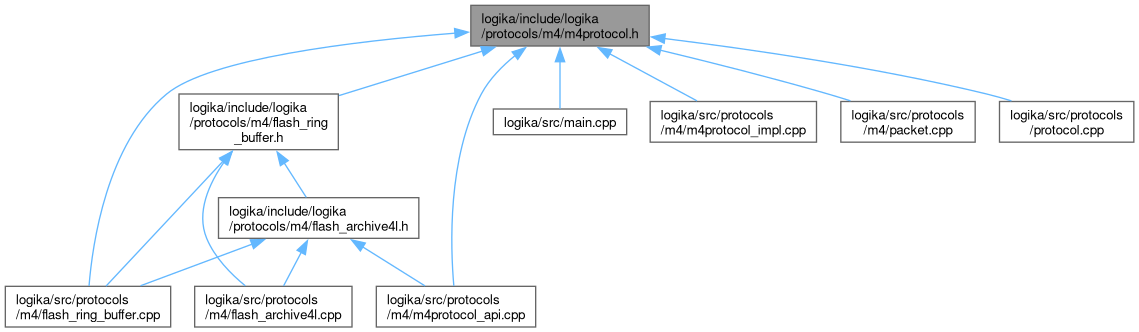 logika/include/logika
/protocols/m4/m4protocol.h
logika/include/logika
/protocols/m4/flash_ring
_buffer.h
logika/src/main.cpp
logika/src/protocols
/m4/m4protocol_impl.cpp
logika/src/protocols
/m4/packet.cpp
logika/src/protocols
/protocol.cpp
logika/include/logika
/protocols/m4/flash_archive4l.h
logika/src/protocols
/m4/flash_ring_buffer.cpp
logika/src/protocols
/m4/flash_archive4l.cpp
logika/src/protocols
/m4/m4protocol_api.cpp